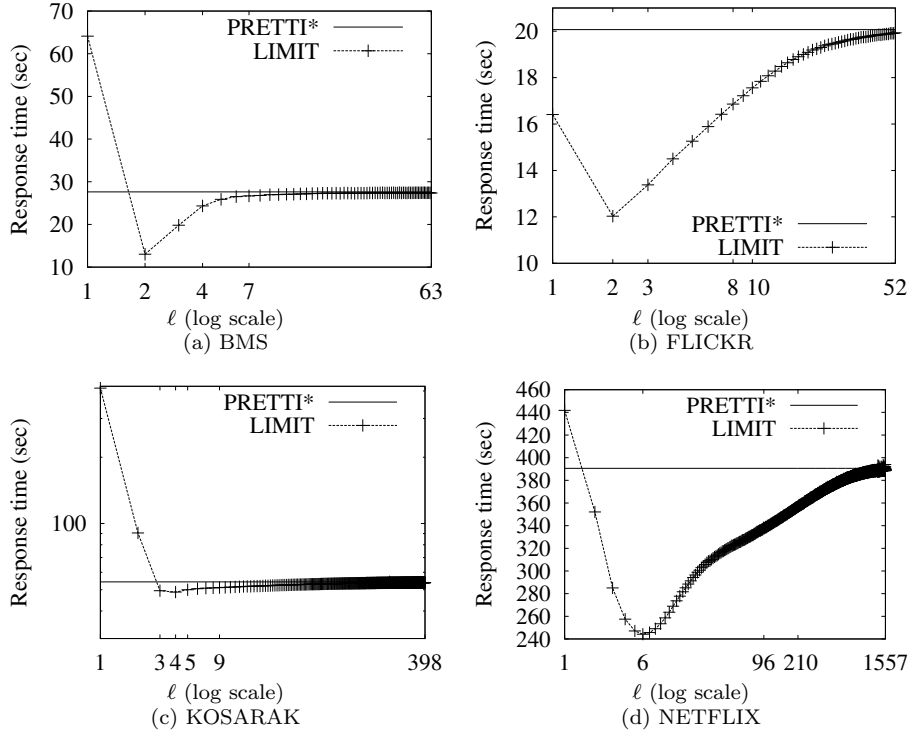 Response time (sec)
70
60
50
40
30
20
10
PRETTI*
LIMIT
1
2
4
7
63
ℓ (log scale)
(a) BMS
Response time (sec)
20
18
16
14
12
10
PRETTI*
LIMIT
1
2
3
8
10
52
ℓ (log scale)
(b) FLICKR
Response time (sec)
100
PRETTI*
LIMIT
1
3
4
5
9
398
ℓ (log scale)
(c) KOSARAK
Response time (sec)
460
440
420
400
380
360
340
320
300
280
260
240
PRETTI*
LIMIT
1
6
96
210
1557
ℓ (log scale)
(d) NETFLIX